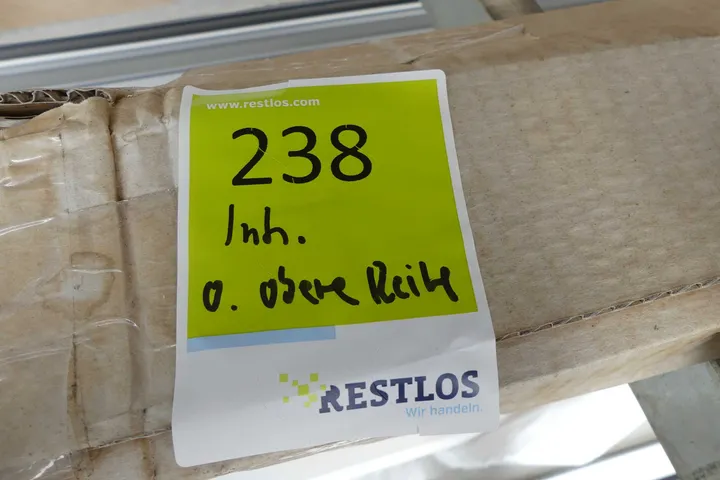 www.restlos.com
238
Inh.
o. obere Reihe
RESTLOS
Wir handeln.